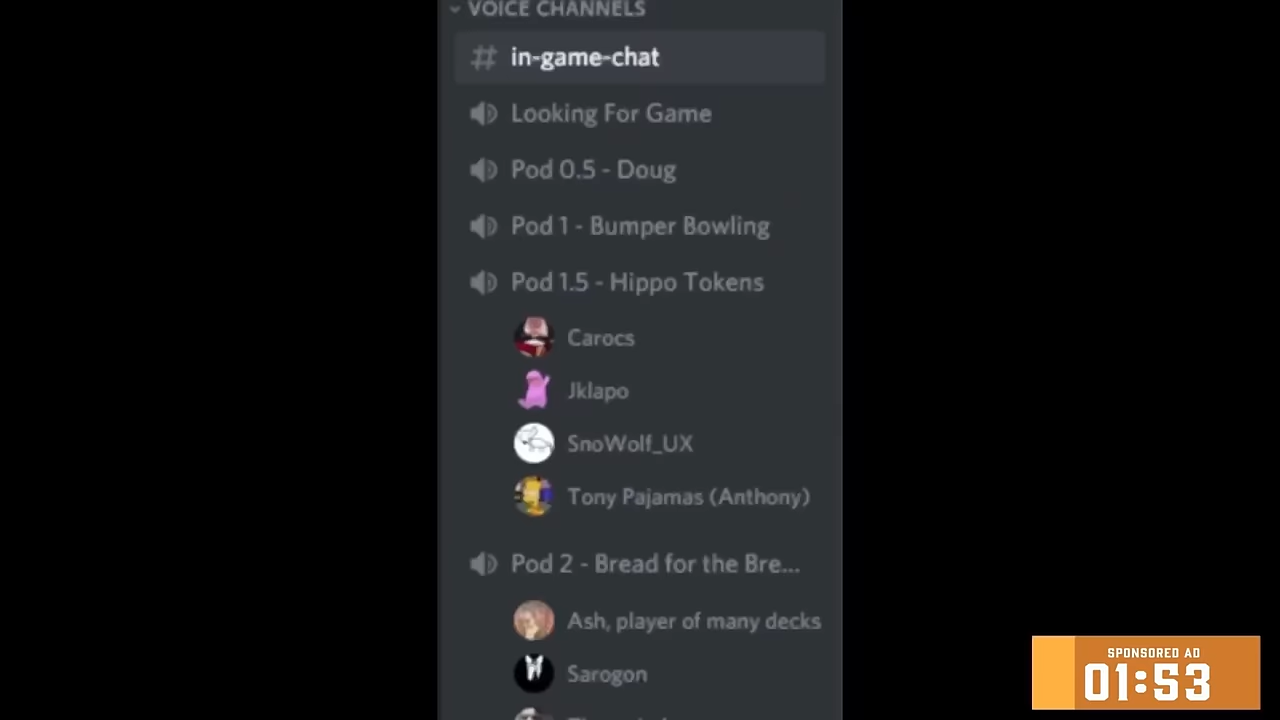 VOICE CHANNELS
in-game-chat
Looking For Game
Pod 0.5 - Doug
Pod 1 - Bumper Bowling
Pod 1.5 - Hippo Tokens
Carocs
Jklapo
SnoWolf_UX
Tony Pajamas (Anthony)
Pod 2 - Bread for the Bre...
Ash, player of many decks
Sarogon
SPONSORED AD
01:53